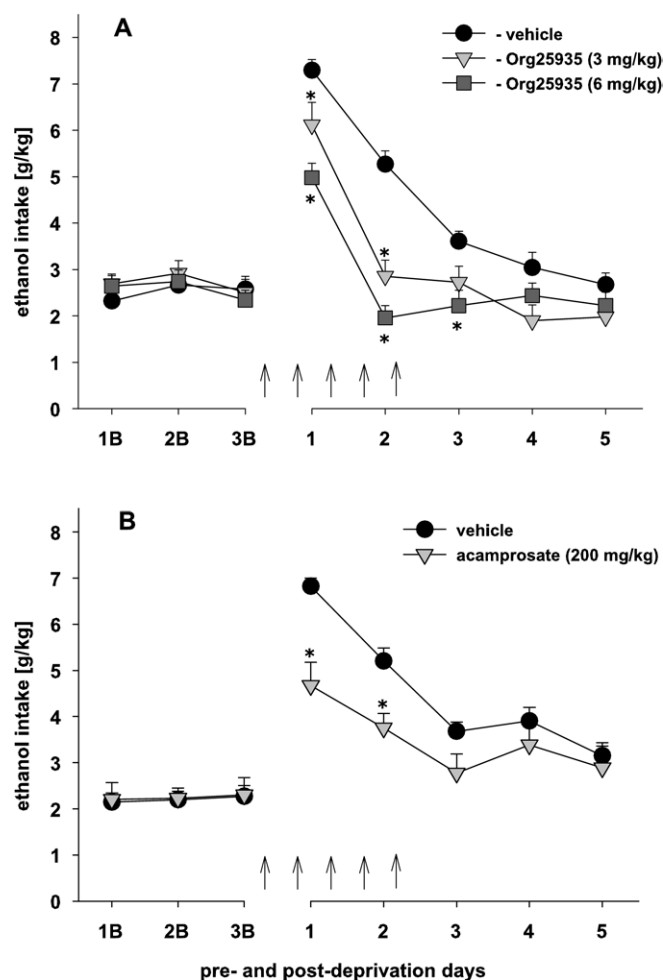 A
- vehicle
- Org25935 (3 mg/kg)
- Org25935 (6 mg/kg)
ethanol intake [g/kg]
8
7
6
5
4
3
2
1
0
*
*
*
*
*
1B 2B 3B 1 2 3 4 5
B
vehicle
acamprosate (200 mg/kg)
ethanol intake [g/kg]
8
7
6
5
4
3
2
1
0
*
*
1B 2B 3B 1 2 3 4 5
pre- and post-deprivation days